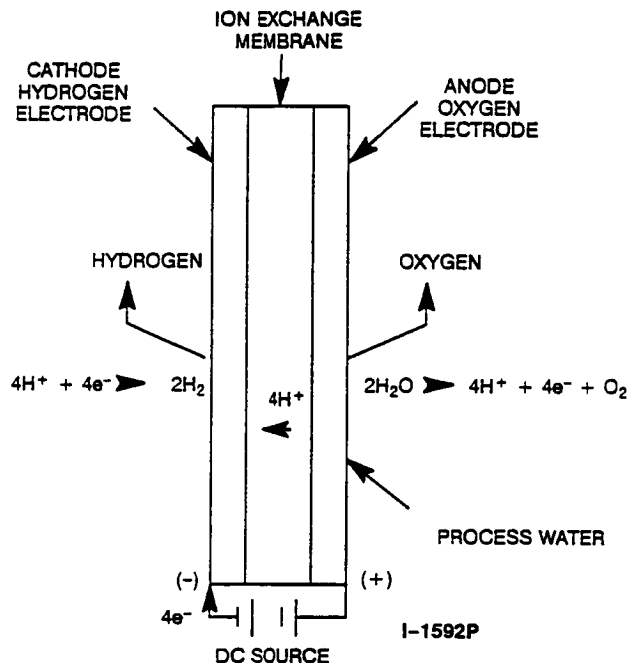 ION EXCHANGE
MEMBRANE
CATHODE
HYDROGEN
ELECTRODE
ANODE
OXYGEN
ELECTRODE
HYDROGEN
OXYGEN
4H⁺ + 4e⁻ ➤ 2H₂
4H⁺
2H₂O ➤ 4H⁺ + 4e⁻ + O₂
PROCESS WATER
(-)
(+)
4e⁻
I-1592P
DC SOURCE